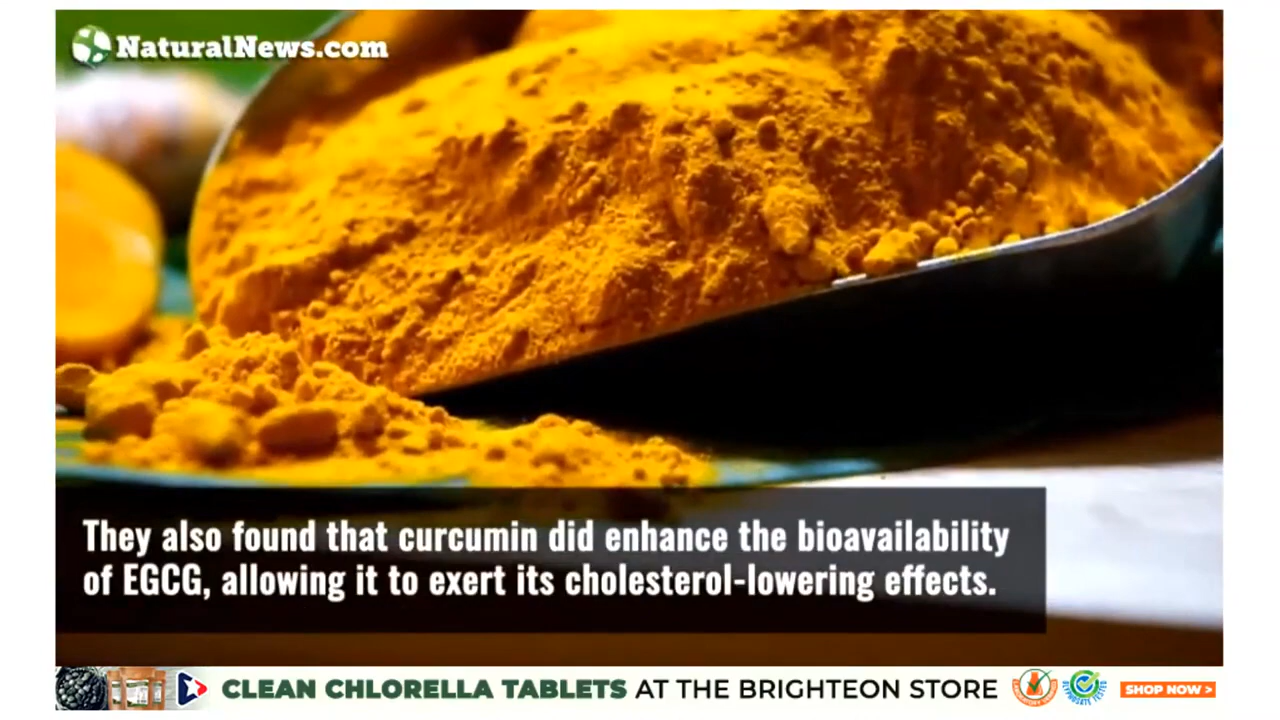 NaturalNews.com
They also found that curcumin did enhance the bioavailability
of EGCG, allowing it to exert its cholesterol-lowering effects.
CLEAN CHLORELLA TABLETS AT THE BRIGHTEON STORE
SHOP NOW >